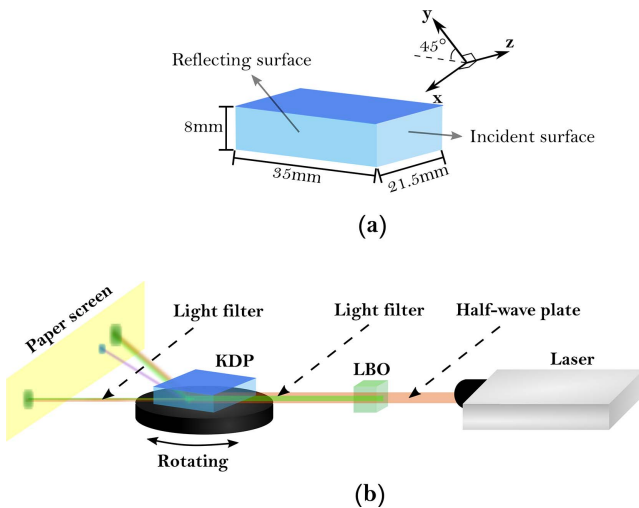 y
45°
z
x
Reflecting surface
8mm
Incident surface
35mm
21.5mm
(a)
Paper screen
Light filter
Light filter
Half-wave plate
KDP
LBO
Laser
Rotating
(b)